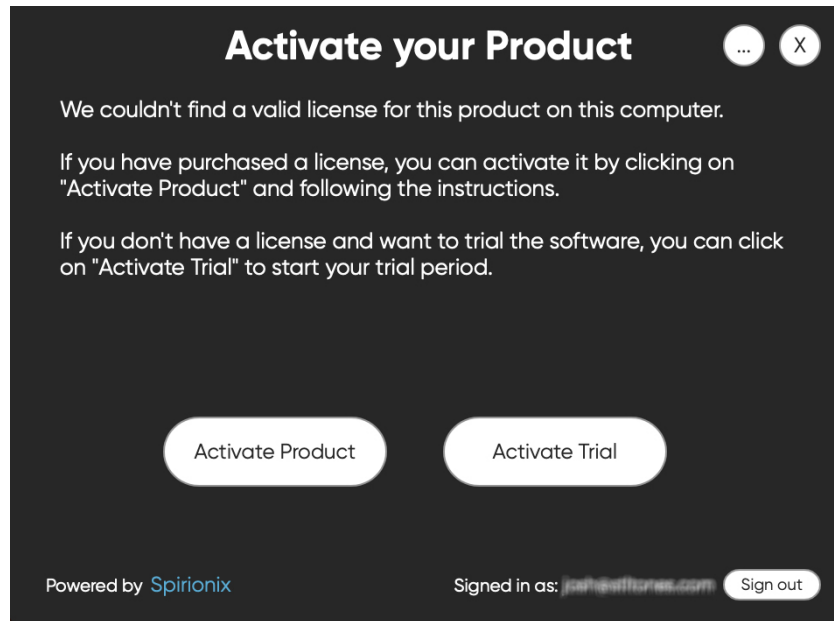 Activate your Product
...
X
We couldn't find a valid license for this product on this computer.
If you have purchased a license, you can activate it by clicking on
"Activate Product" and following the instructions.
If you don't have a license and want to trial the software, you can click
on "Activate Trial" to start your trial period.
Activate Product
Activate Trial
Powered by Spirionix
Signed in as:
Sign out